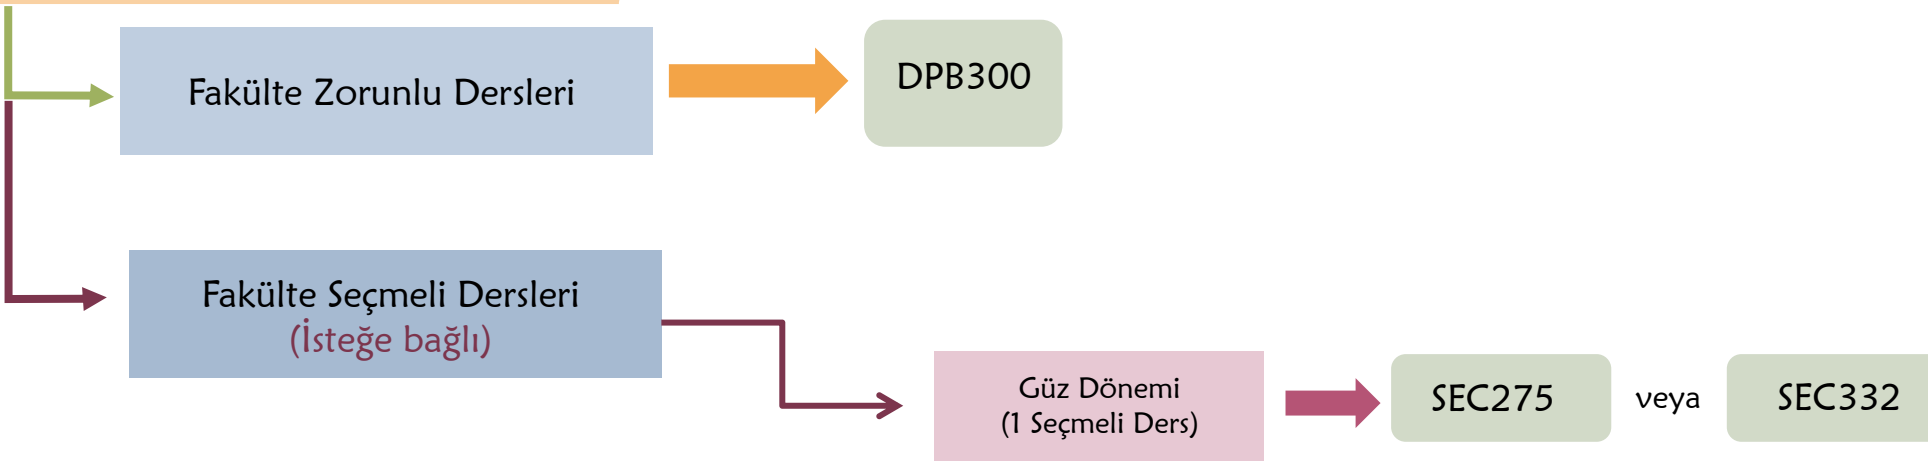 Fakülte Zorunlu Dersleri
DPB300
Fakülte Seçmeli Dersleri
(İsteğe bağlı)
Güz Dönemi
(1 Seçmeli Ders)
SEC275
veya
SEC332